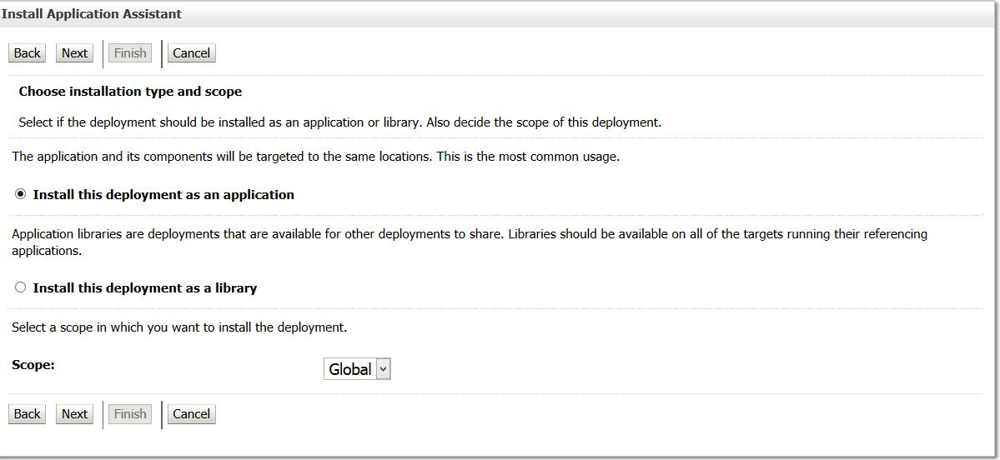 Install Application Assistant
Back Next Finish Cancel
Choose installation type and scope
Select if the deployment should be installed as an application or library. Also decide the scope of this deployment.
The application and its components will be targeted to the same locations. This is the most common usage.
Install this deployment as an application
Application libraries are deployments that are available for other deployments to share. Libraries should be available on all of the targets running their referencing
applications.
Install this deployment as a library
Select a scope in which you want to install the deployment.
Scope: Global
Back Next Finish Cancel